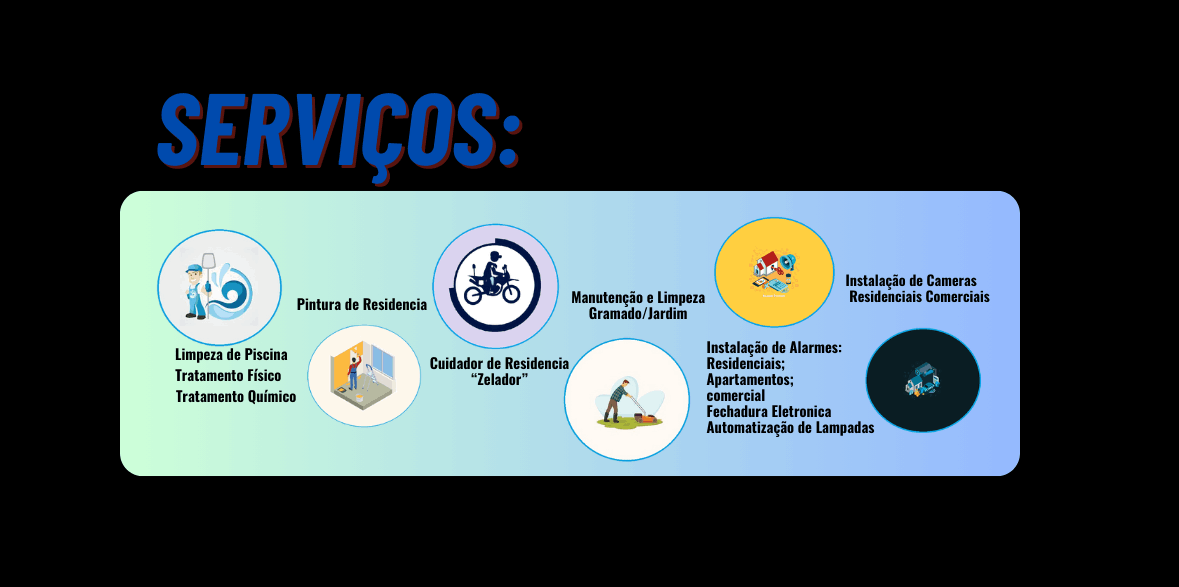 SERVIÇOS:
Limpeza de Piscina
Tratamento Físico
Tratamento Químico
Pintura de Residencia
Cuidador de Residencia
“Zelador”
Manutenção e Limpeza
Gramado/Jardim
Instalação de Alarmes:
Residenciais;
Apartamentos;
comercial
Fechadura Eletronica
Automatização de Lampadas
Instalação de Cameras
Residenciais Comerciais